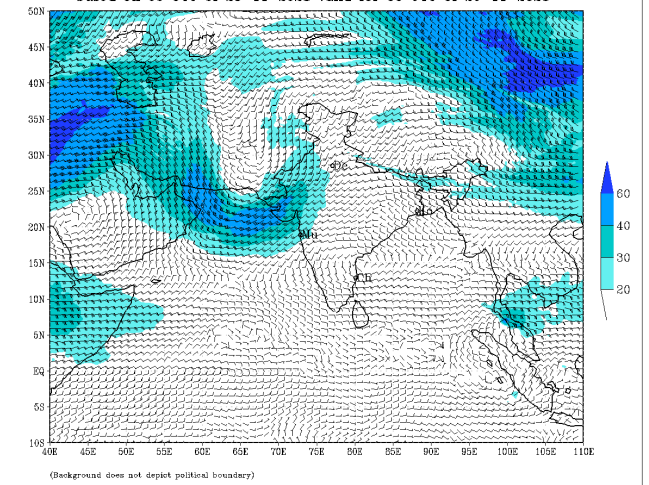 50N
45N
40N
35N
30N
25N
20N
15N
10N
5N
EQ
5S
10S
40E 45E 50E 55E 60E 65E 70E 75E 80E 85E 90E 95E 100E 105E 110E
De
Mu
Ch
60
40
30
20
(Background does not depict political boundary)